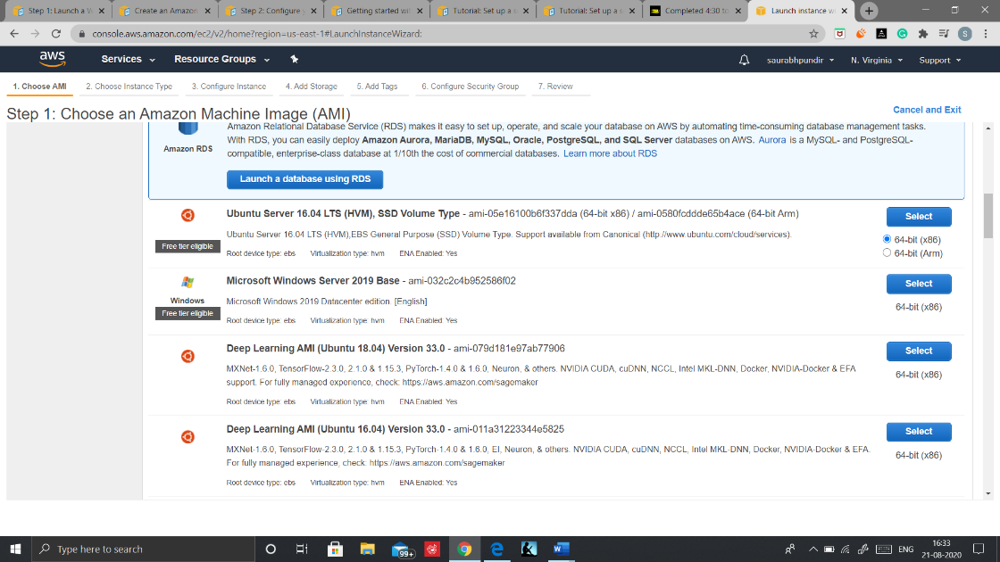 Step 1: Launch a W
Create an Amazon
Step 2: Configure
Getting started wit
Tutorial: Set up a s
Tutorial: Set up a s
Completed 4:30 to
Launch instance w
console.aws.amazon.com/ec2/v2/home?region=us-east-1#LaunchInstanceWizard:
S
aws
Services
Resource Groups
saurabhpundir
N. Virginia
Support
1. Choose AMI
2. Choose Instance Type
3. Configure Instance
4. Add Storage
5. Add Tags
6. Configure Security Group
7. Review
Step 1: Choose an Amazon Machine Image (AMI)
Cancel and Exit
Amazon RDS
Amazon Relational Database Service (RDS) makes it easy to set up, operate, and scale your database on AWS by automating time-consuming database management tasks.
With RDS, you can easily deploy Amazon Aurora, MariaDB, MySQL, Oracle, PostgreSQL, and SQL Server databases on AWS. Aurora is a MySQL- and PostgreSQL-
compatible, enterprise-class database at 1/10th the cost of commercial databases. Learn more about RDS
Launch a database using RDS
Ubuntu Server 16.04 LTS (HVM), SSD Volume Type - ami-05e16100b6f337dda (64-bit x86) / ami-0580fcddde65b4ace (64-bit Arm)
Free tier eligible
Ubuntu Server 16.04 LTS (HVM),EBS General Purpose (SSD) Volume Type. Support available from Canonical (http://www.ubuntu.com/cloud/services).
Root device type: ebs Virtualization type: hvm ENA Enabled: Yes
Select
64-bit (x86)
64-bit (Arm)
Microsoft Windows Server 2019 Base - ami-032c2c4b952586f02
Windows
Free tier eligible
Microsoft Windows 2019 Datacenter edition. [English]
Root device type: ebs Virtualization type: hvm ENA Enabled: Yes
Select
64-bit (x86)
Deep Learning AMI (Ubuntu 18.04) Version 33.0 - ami-079d181e97ab77906
MXNet-1.6.0, TensorFlow-2.3.0, 2.1.0 & 1.15.3, PyTorch-1.4.0 & 1.6.0, Neuron, & others. NVIDIA CUDA, cuDNN, NCCL, Intel MKL-DNN, Docker, NVIDIA-Docker & EFA
support. For fully managed experience, check: https://aws.amazon.com/sagemaker
Root device type: ebs Virtualization type: hvm ENA Enabled: Yes
Select
64-bit (x86)
Deep Learning AMI (Ubuntu 16.04) Version 33.0 - ami-011a31223344e5825
MXNet-1.6.0, TensorFlow-2.3.0, 2.1.0 & 1.15.3, PyTorch-1.4.0 & 1.6.0, EI, Neuron, & others. NVIDIA CUDA, cuDNN, NCCL, Intel MKL-DNN, Docker, NVIDIA-Docker & EFA.
For fully managed experience, check: https://aws.amazon.com/sagemaker
Root device type: ebs Virtualization type: hvm ENA Enabled: Yes
Select
64-bit (x86)
Type here to search
99+
ENG
16:33
21-08-2020